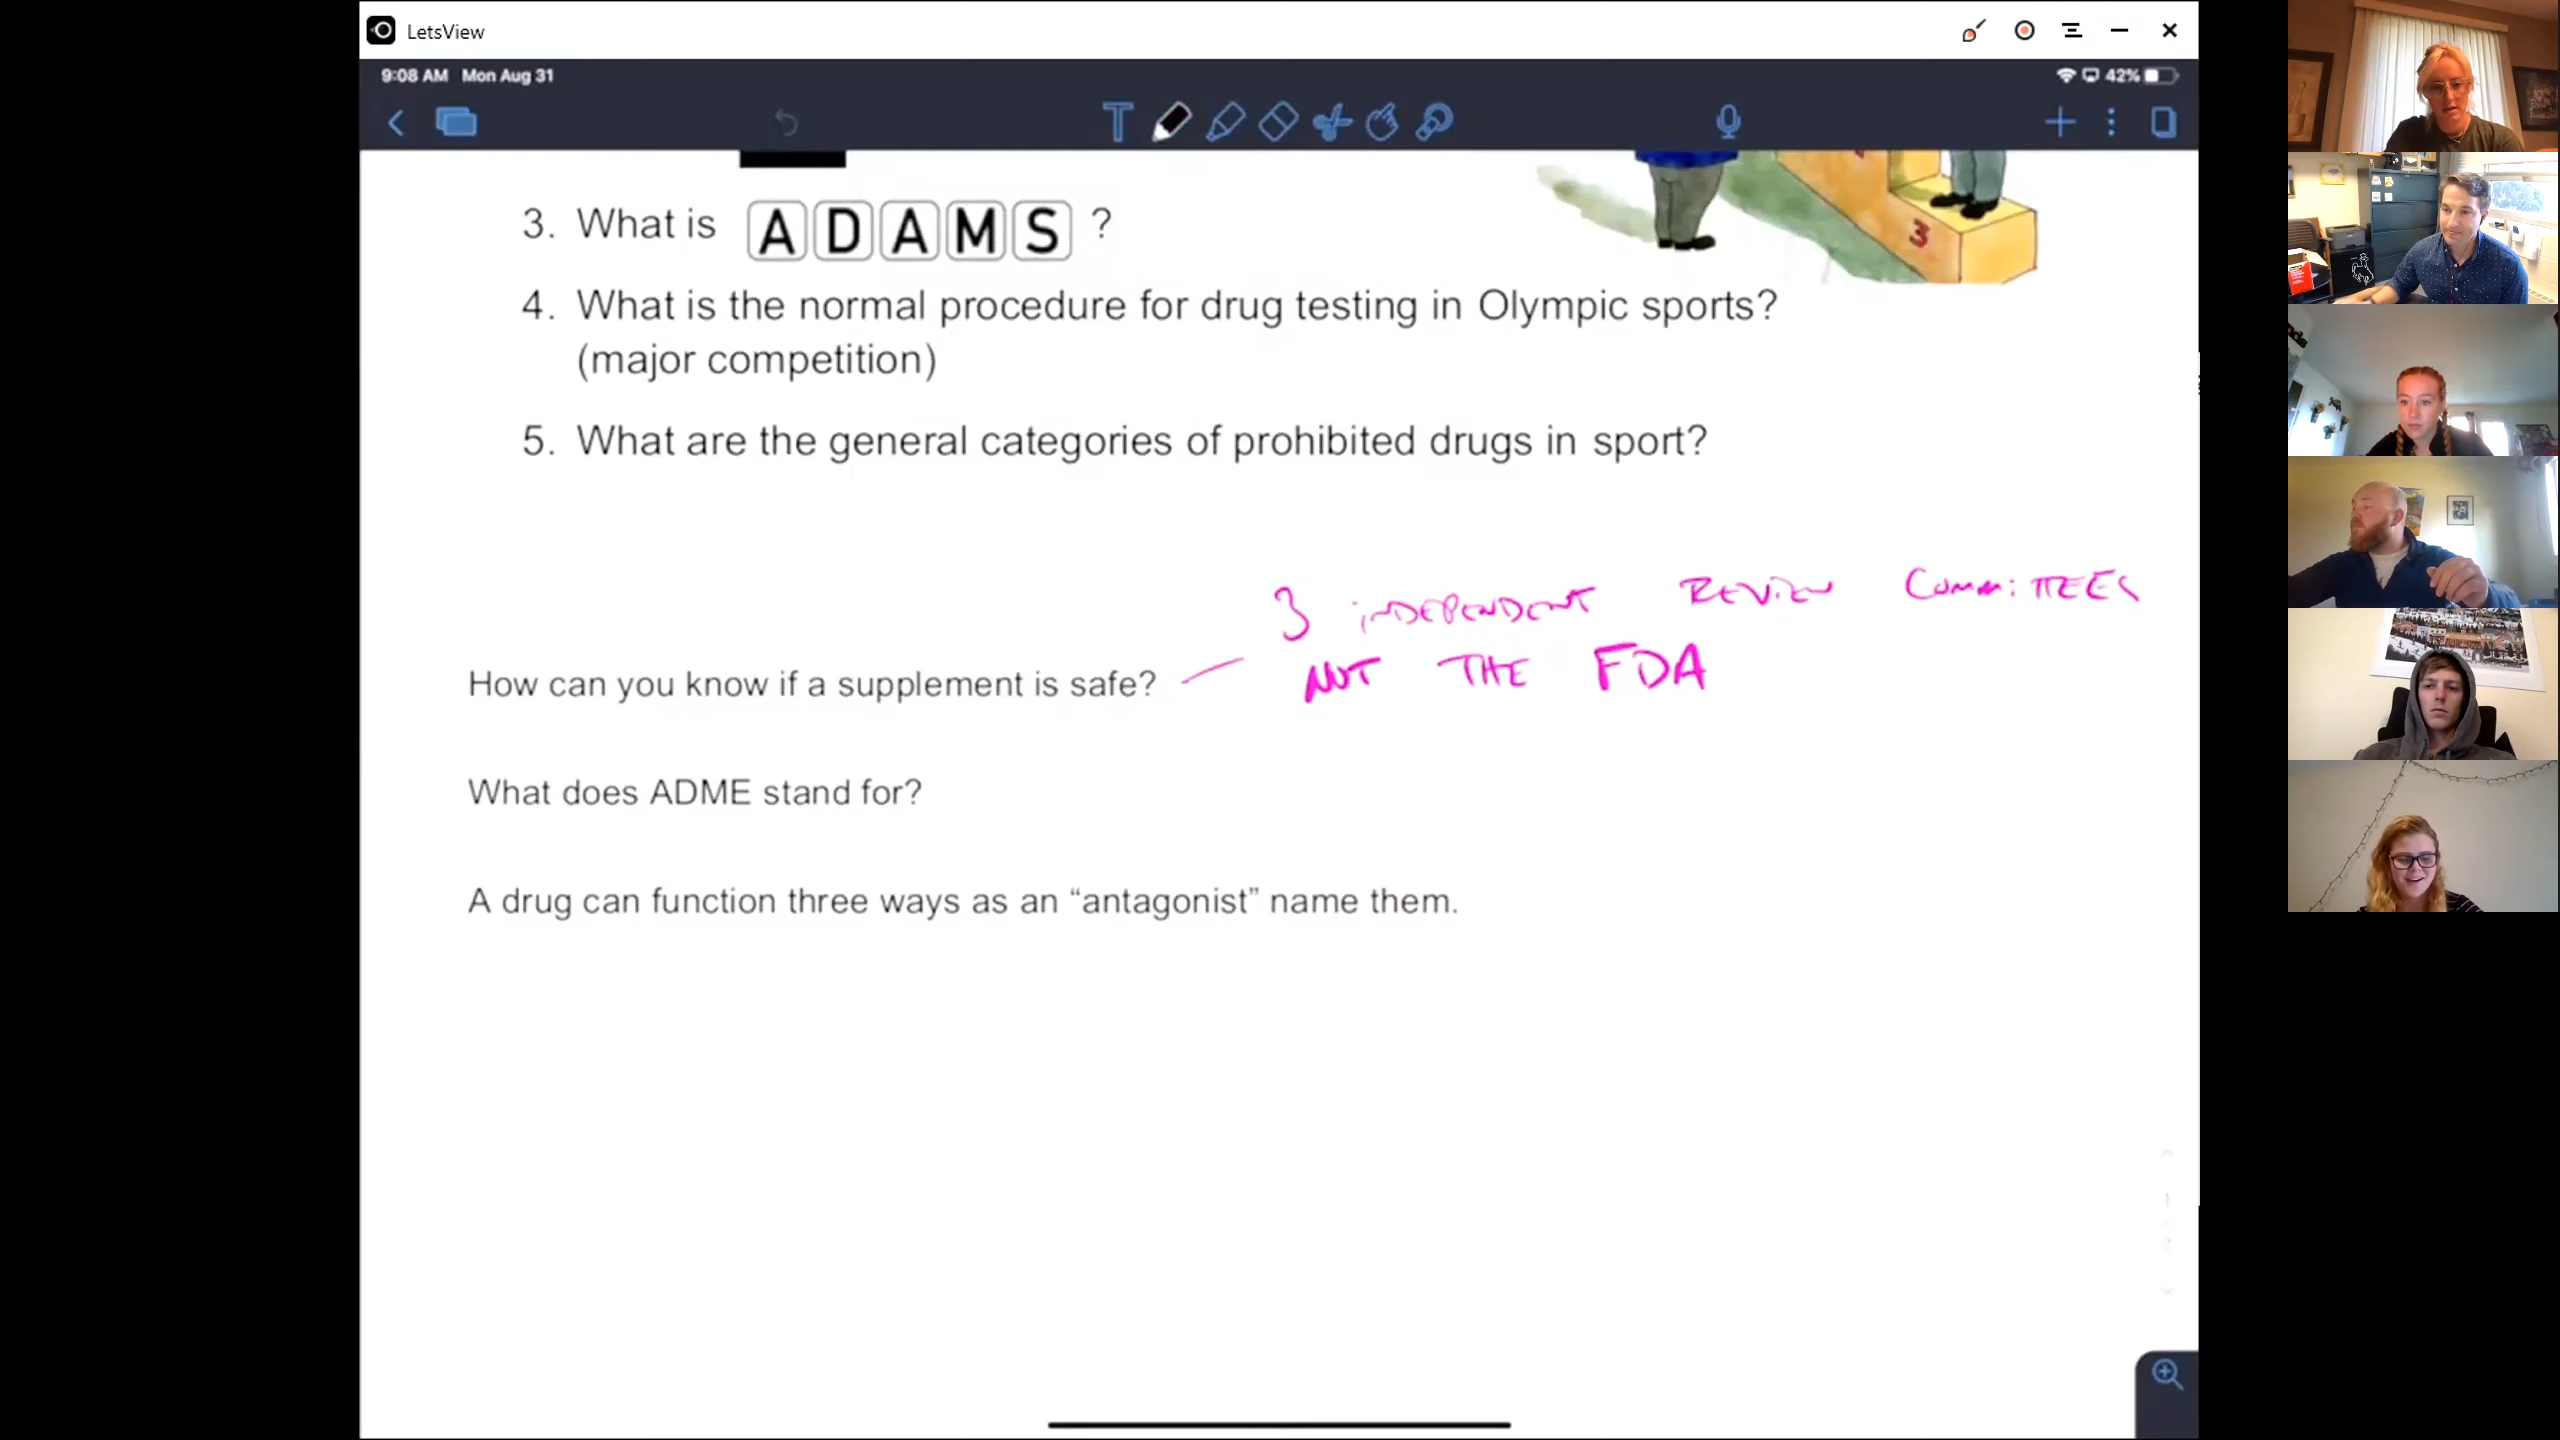 LetsView
9:08 AM Mon Aug 31
42%
3
3. What is ADAMS ?
4. What is the normal procedure for drug testing in Olympic sports?
(major competition)
5. What are the general categories of prohibited drugs in sport?
3 iNDEPENDENT REViEW Committees
How can you know if a supplement is safe? — NOT THE FDA
What does ADME stand for?
A drug can function three ways as an “antagonist” name them.